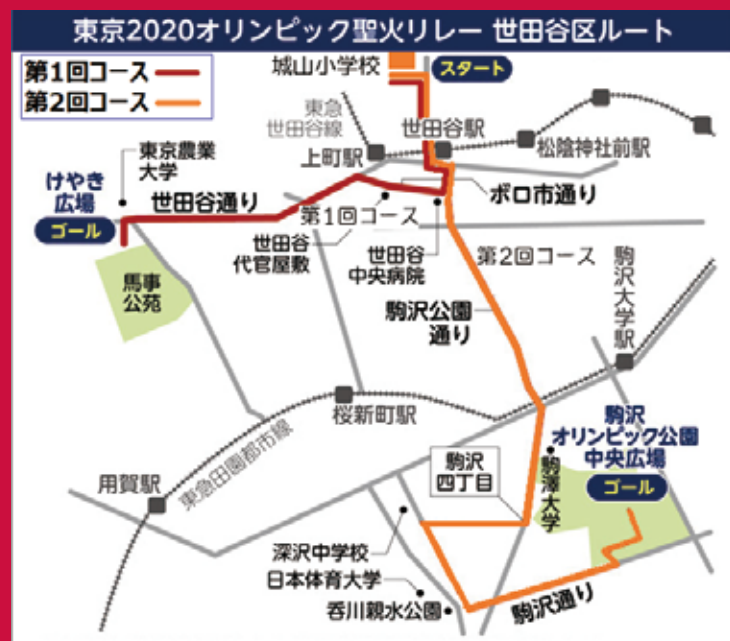 東京2020オリンピック聖火リレー 世田谷区ルート
第1回コース
第2回コース
城山小学校
スタート
東急
世田谷線
世田谷駅
上町駅
松陰神社前駅
東京農業
大学
けやき
広場
ゴール
世田谷通り
ボロ市通り
第1回コース
世田谷
代官屋敷
世田谷
中央病院
第2回コース
馬事
公苑
駒沢公園
通り
駒沢大学駅
桜新町駅
東急田園都市線
用賀駅
駒沢
オリンピック公園
中央広場
ゴール
駒沢
四丁目
駒澤大学
深沢中学校
日本体育大学
呑川親水公園
駒沢通り